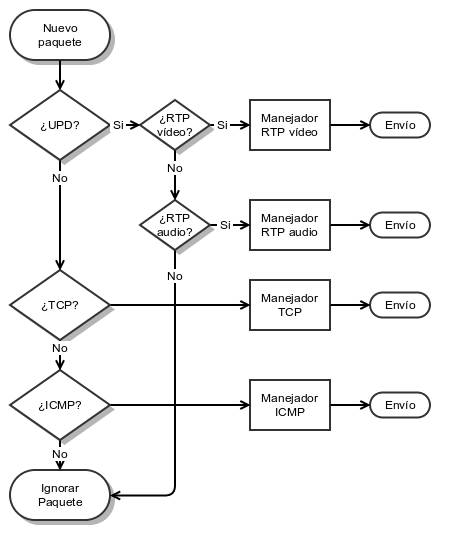 Nuevo
paquete
¿UPD?
Si
¿RTP
vídeo?
Si
Manejador
RTP vídeo
Envío
No
No
¿RTP
audio?
Si
Manejador
RTP audio
Envío
No
¿TCP?
Manejador
TCP
Envío
No
¿ICMP?
Manejador
ICMP
Envío
No
Ignorar
Paquete